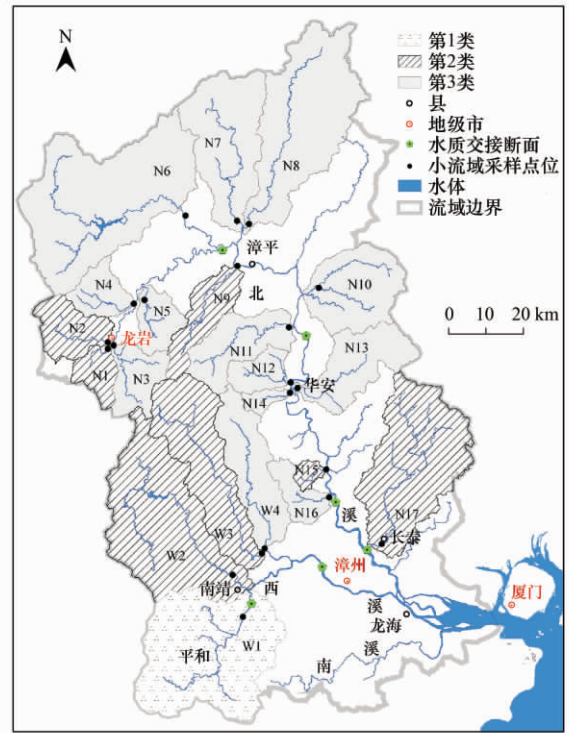 N
第1类
第2类
第3类
县
地级市
水质交接断面
小流域采样点位
水体
流域边界
N7
N8
N6
漳平
北
N10
N4
N5
N9
0 10 20 km
N2
龙岩
N11
N13
N1
N3
N12
华安
N14
N15
N16
溪
N17
W4
长泰
W3
W2
漳州
南靖
西
厦门
溪
龙海
平和
W1
南
溪